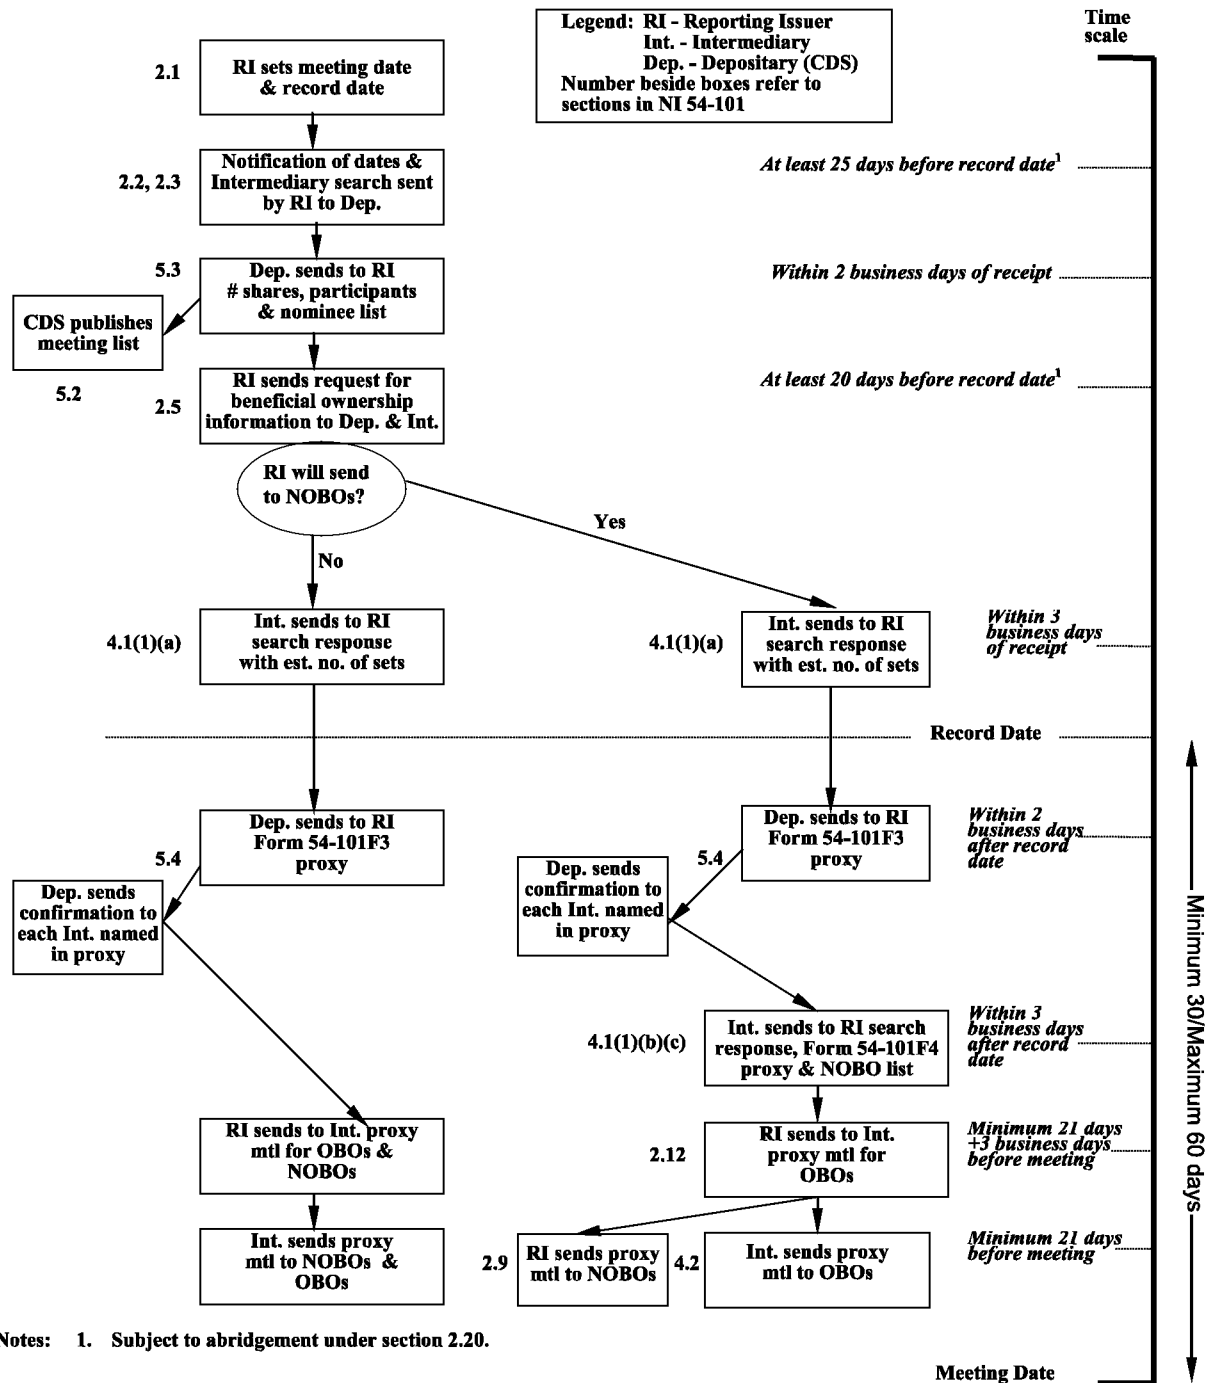 Legend: RI - Reporting Issuer
Int. - Intermediary
Dep. - Depositary (CDS)
Number beside boxes refer to
sections in NI 54-101
Time
scale
2.1
RI sets meeting date
& record date
2.2, 2.3
Notification of dates &
Intermediary search sent
by RI to Dep.
At least 25 days before record date¹
5.3
Dep. sends to RI
# shares, participants
& nominee list
Within 2 business days of receipt
CDS publishes
meeting list
5.2
2.5
RI sends request for
beneficial ownership
information to Dep. & Int.
At least 20 days before record date¹
RI will send
to NOBOs?
Yes
No
4.1(1)(a)
Int. sends to RI
search response
with est. no. of sets
4.1(1)(a)
Int. sends to RI
search response
with est. no. of sets
Within 3
business days
of receipt
Record Date
Dep. sends to RI
Form 54-101F3
proxy
5.4
Dep. sends
confirmation to
each Int. named
in proxy
Dep. sends to RI
Form 54-101F3
proxy
5.4
Dep. sends
confirmation to
each Int. named
in proxy
Within 2
business days
after record
date
4.1(1)(b)(c)
Int. sends to RI search
response, Form 54-101F4
proxy & NOBO list
Within 3
business days
after record
date
RI sends to Int. proxy
mtl for OBOs &
NOBOs
2.12
RI sends to Int.
proxy mtl for
OBOs
Minimum 21 days
+3 business days
before meeting
Int. sends proxy
mtl to NOBOs &
OBOs
2.9
RI sends proxy
mtl to NOBOs
4.2
Int. sends proxy
mtl to OBOs
Minimum 21 days
before meeting
Minimum 30/Maximum 60 days
Notes: 1. Subject to abridgement under section 2.20.
Meeting Date